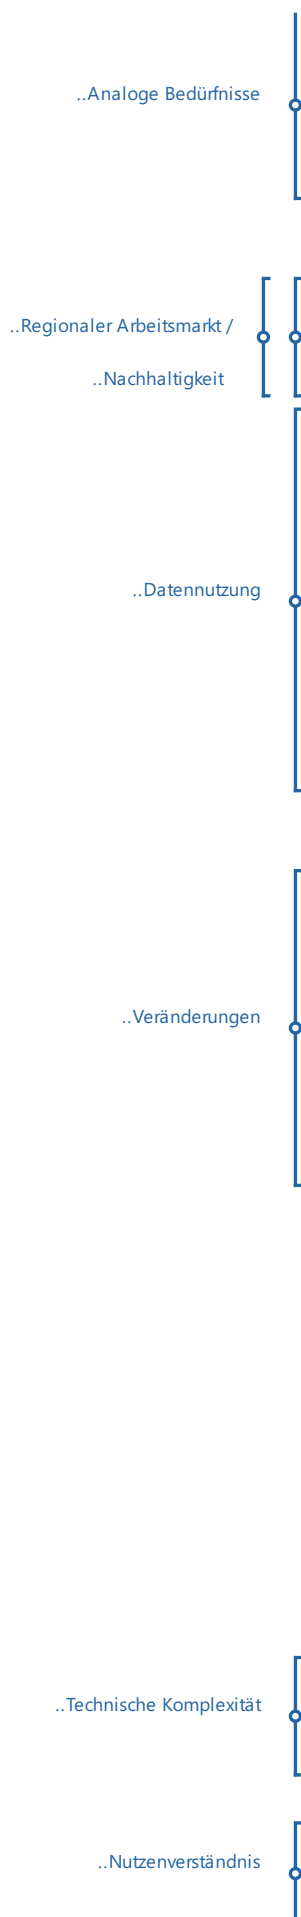 ..Analoge Bedürfnisse
..Regionaler Arbeitsmarkt /
..Nachhaltigkeit
..Datennutzung
..Veränderungen
..Technische Komplexität
..Nutzenverständnis